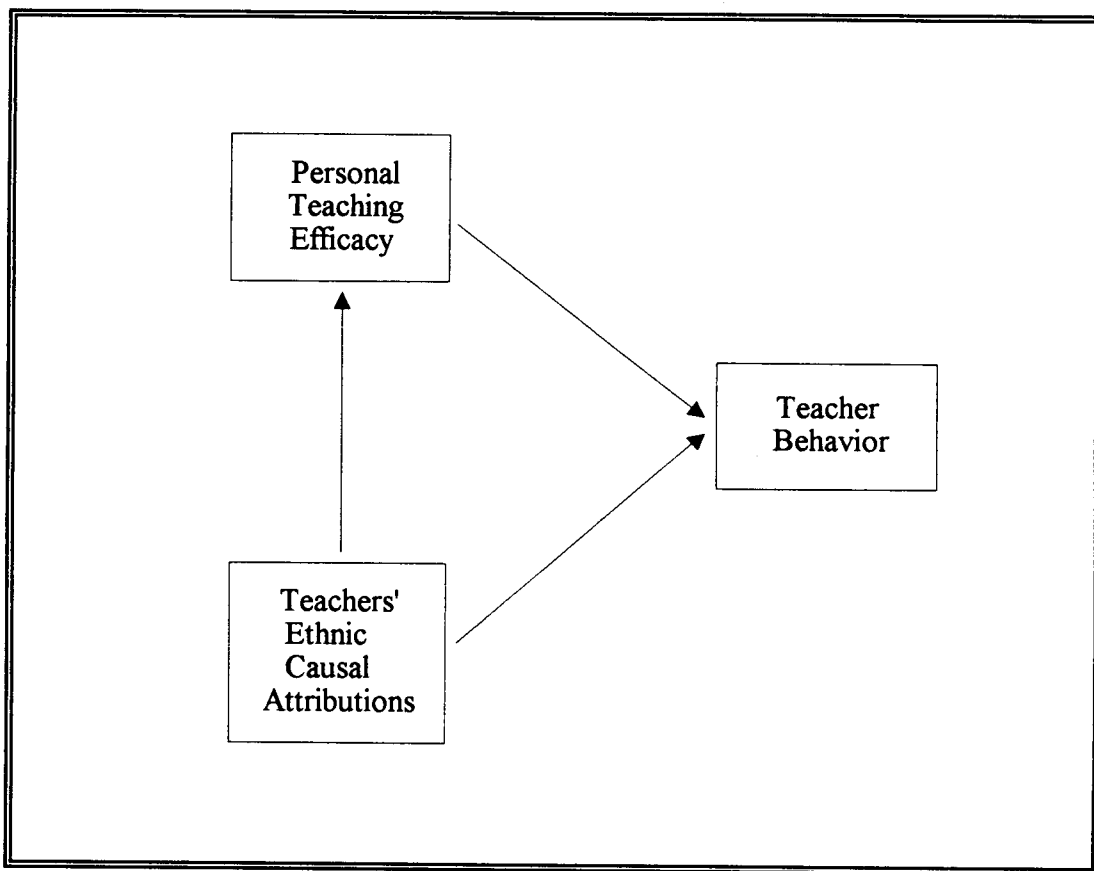 Personal
Teaching
Efficacy
Teacher
Behavior
Teachers'
Ethnic
Causal
Attributions